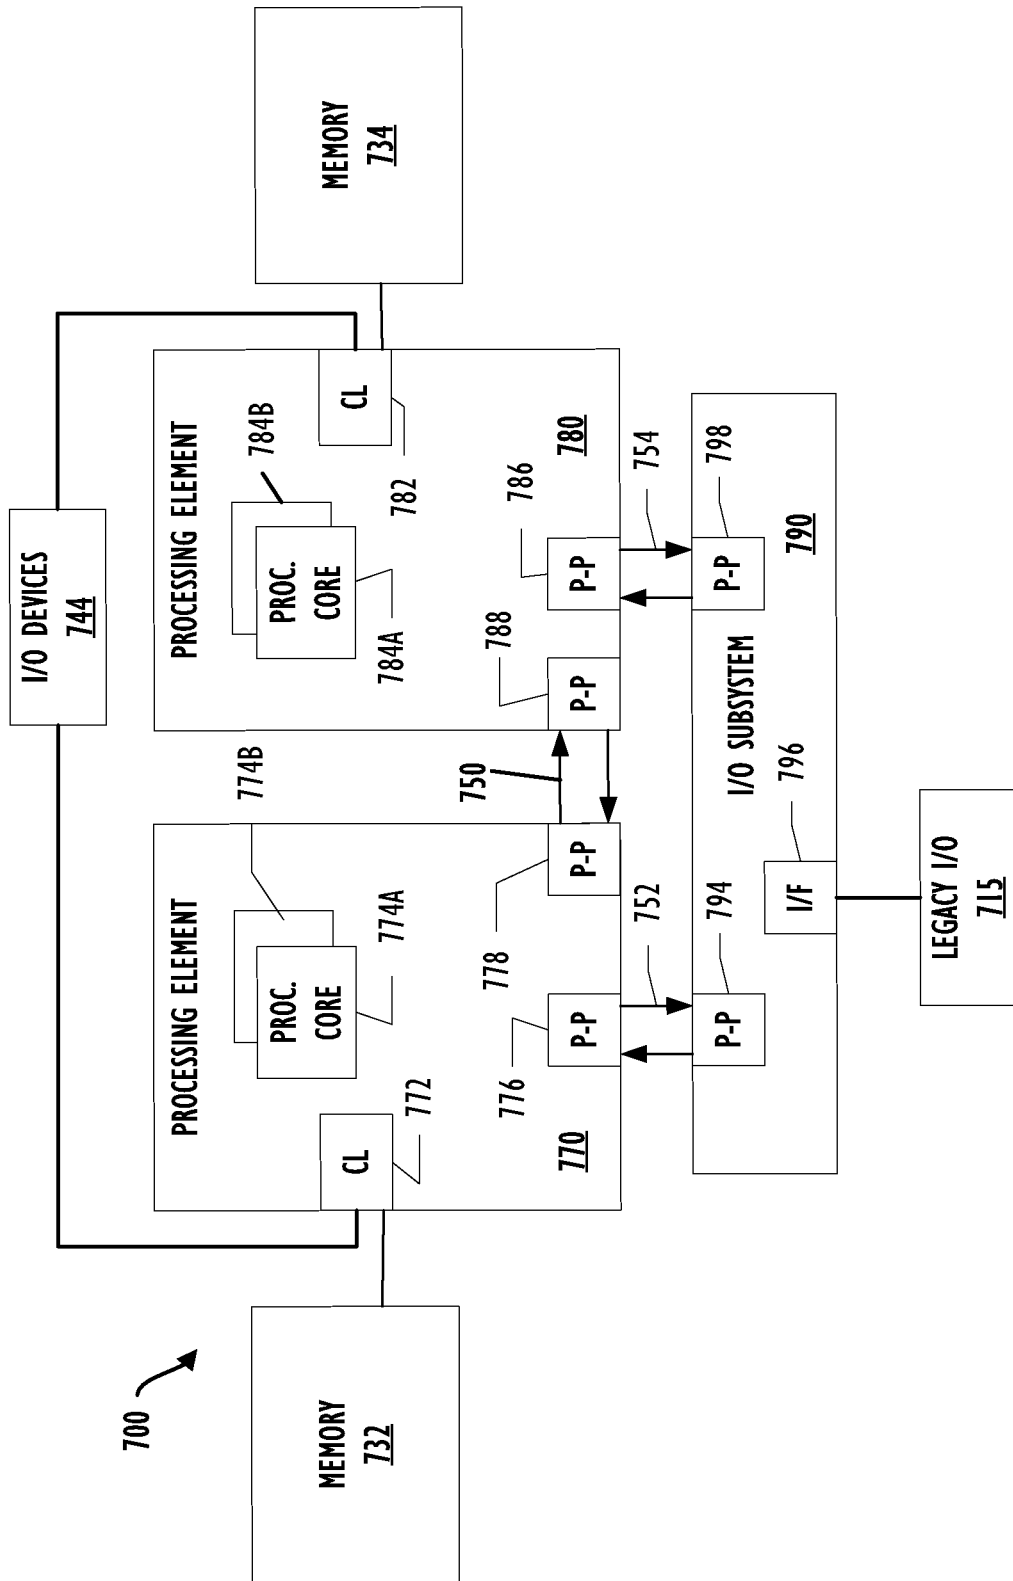 I/O DEVICES
744
700
PROCESSING ELEMENT
774B
PROCESSING ELEMENT
784B
PROC.
CORE
PROC.
CORE
MEMORY
732
CL
CL
MEMORY
734
772
774A
784A
782
776
778
750
788
786
770
P-P
P-P
P-P
P-P
780
752
754
P-P
794
I/O SUBSYSTEM
P-P
798
I/F
796
790
LEGACY I/O
715